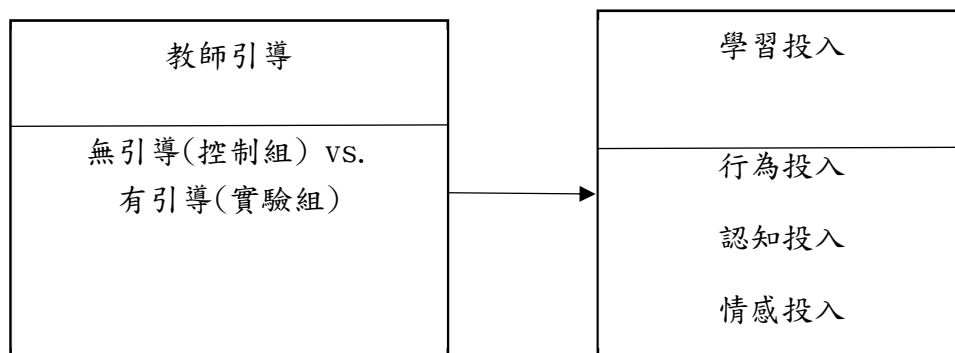 教師引導
無引導(控制組) vs.
有引導(實驗組)
學習投入
行為投入
認知投入
情感投入